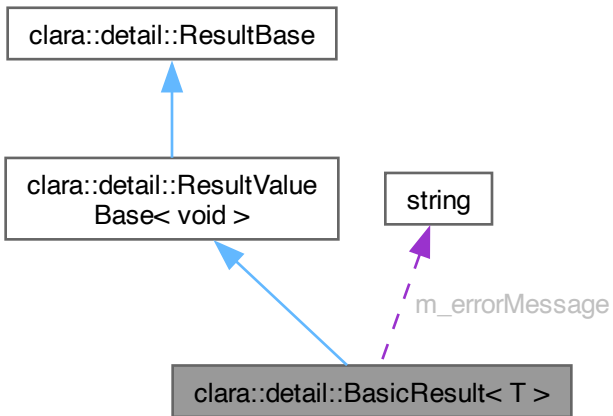 clara::detail::ResultBase
clara::detail::ResultValue
Base< void >
string
m_errorMessage
clara::detail::BasicResult< T >